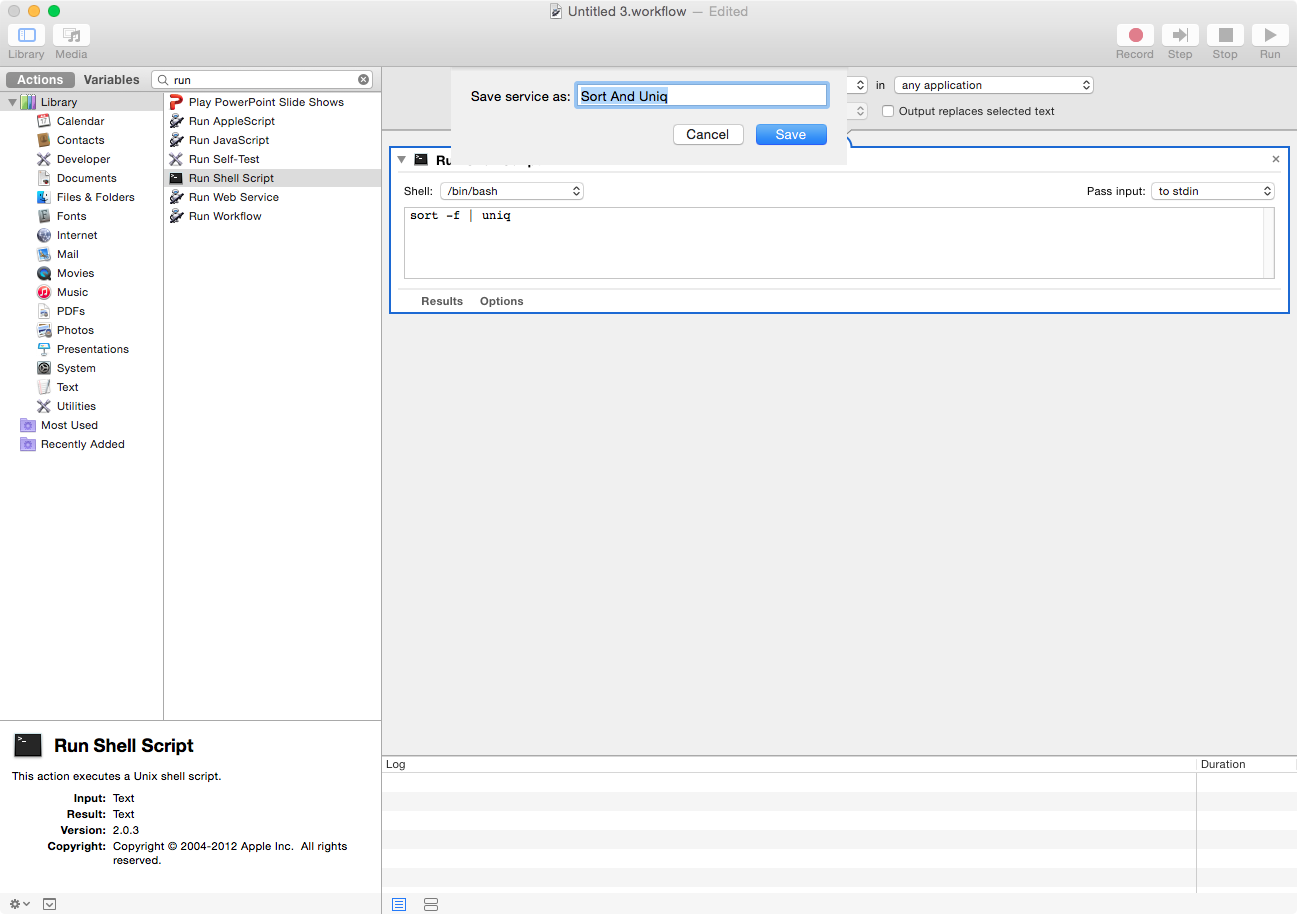 Untitled 3.workflow — Edited
Library Media
Record Step Stop Run
Actions Variables run
Library
Calendar
Contacts
Developer
Documents
Files & Folders
Fonts
Internet
Mail
Movies
Music
PDFs
Photos
Presentations
System
Text
Utilities
Most Used
Recently Added
Play PowerPoint Slide Shows
Run AppleScript
Run JavaScript
Run Self-Test
Run Shell Script
Run Web Service
Run Workflow
Save service as: Sort And Uniq
Cancel Save
in any application
Output replaces selected text
Shell: /bin/bash Pass input: to stdin
sort -f | uniq
Results Options
Run Shell Script
This action executes a Unix shell script.
Input: Text
Result: Text
Version: 2.0.3
Copyright: Copyright © 2004-2012 Apple Inc. All rights
reserved.
Log Duration